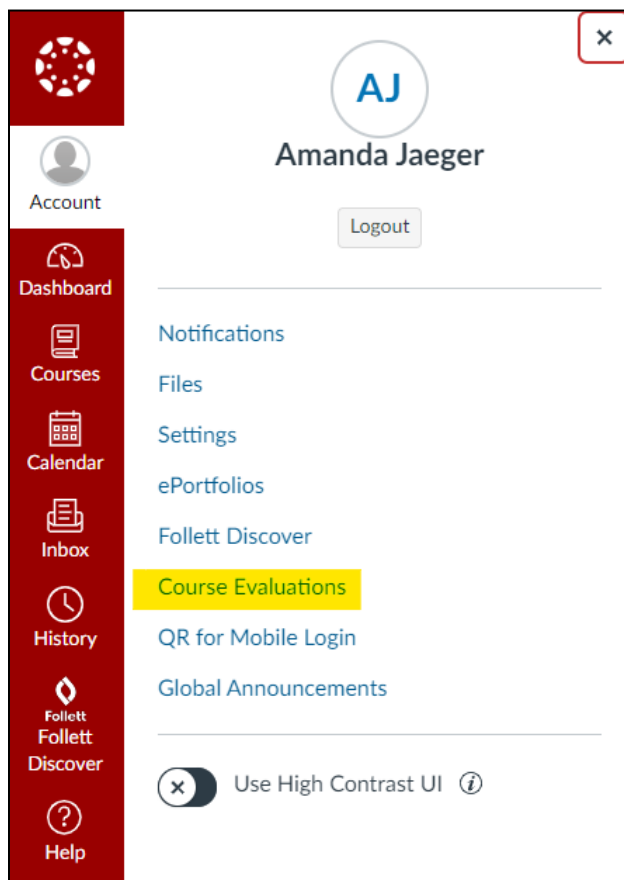 Account
Dashboard
Courses
Calendar
Inbox
History
Follett
Follett
Discover
Help
AJ
Amanda Jaeger
Logout
Notifications
Files
Settings
ePortfolios
Follett Discover
Course Evaluations
QR for Mobile Login
Global Announcements
Use High Contrast UI